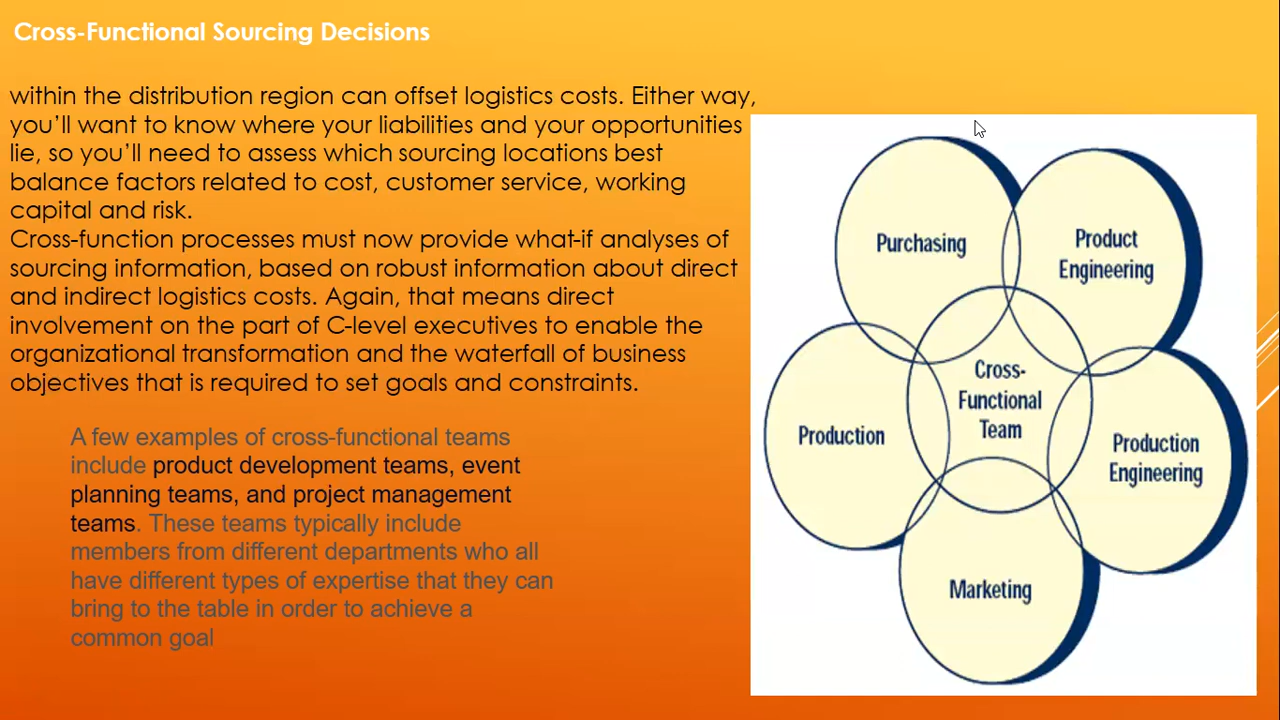 Cross-Functional Sourcing Decisions
within the distribution region can offset logistics costs. Either way,
you'll want to know where your liabilities and your opportunities
lie, so you'll need to assess which sourcing locations best
balance factors related to cost, customer service, working
capital and risk.
Cross-function processes must now provide what-if analyses of
sourcing information, based on robust information about direct
and indirect logistics costs. Again, that means direct
involvement on the part of C-level executives to enable the
organizational transformation and the waterfall of business
objectives that is required to set goals and constraints.
A few examples of cross-functional teams
include product development teams, event
planning teams, and project management
teams. These teams typically include
members from different departments who all
have different types of expertise that they can
bring to the table in order to achieve a
common goal
Purchasing
Product
Engineering
Cross-
Functional
Team
Production
Production
Engineering
Marketing